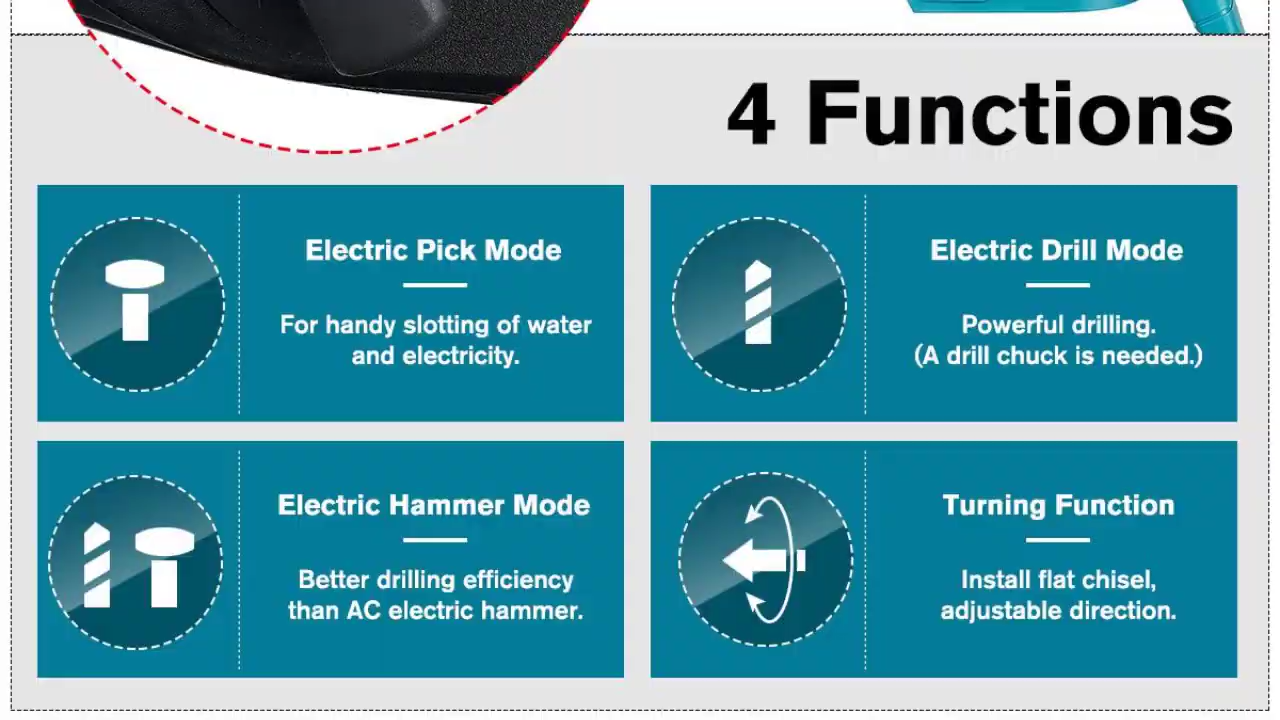 4 Functions
Electric Pick Mode
For handy slotting of water
and electricity.
Electric Drill Mode
Powerful drilling.
(A drill chuck is needed.)
Electric Hammer Mode
Better drilling efficiency
than AC electric hammer.
Turning Function
Install flat chisel,
adjustable direction.